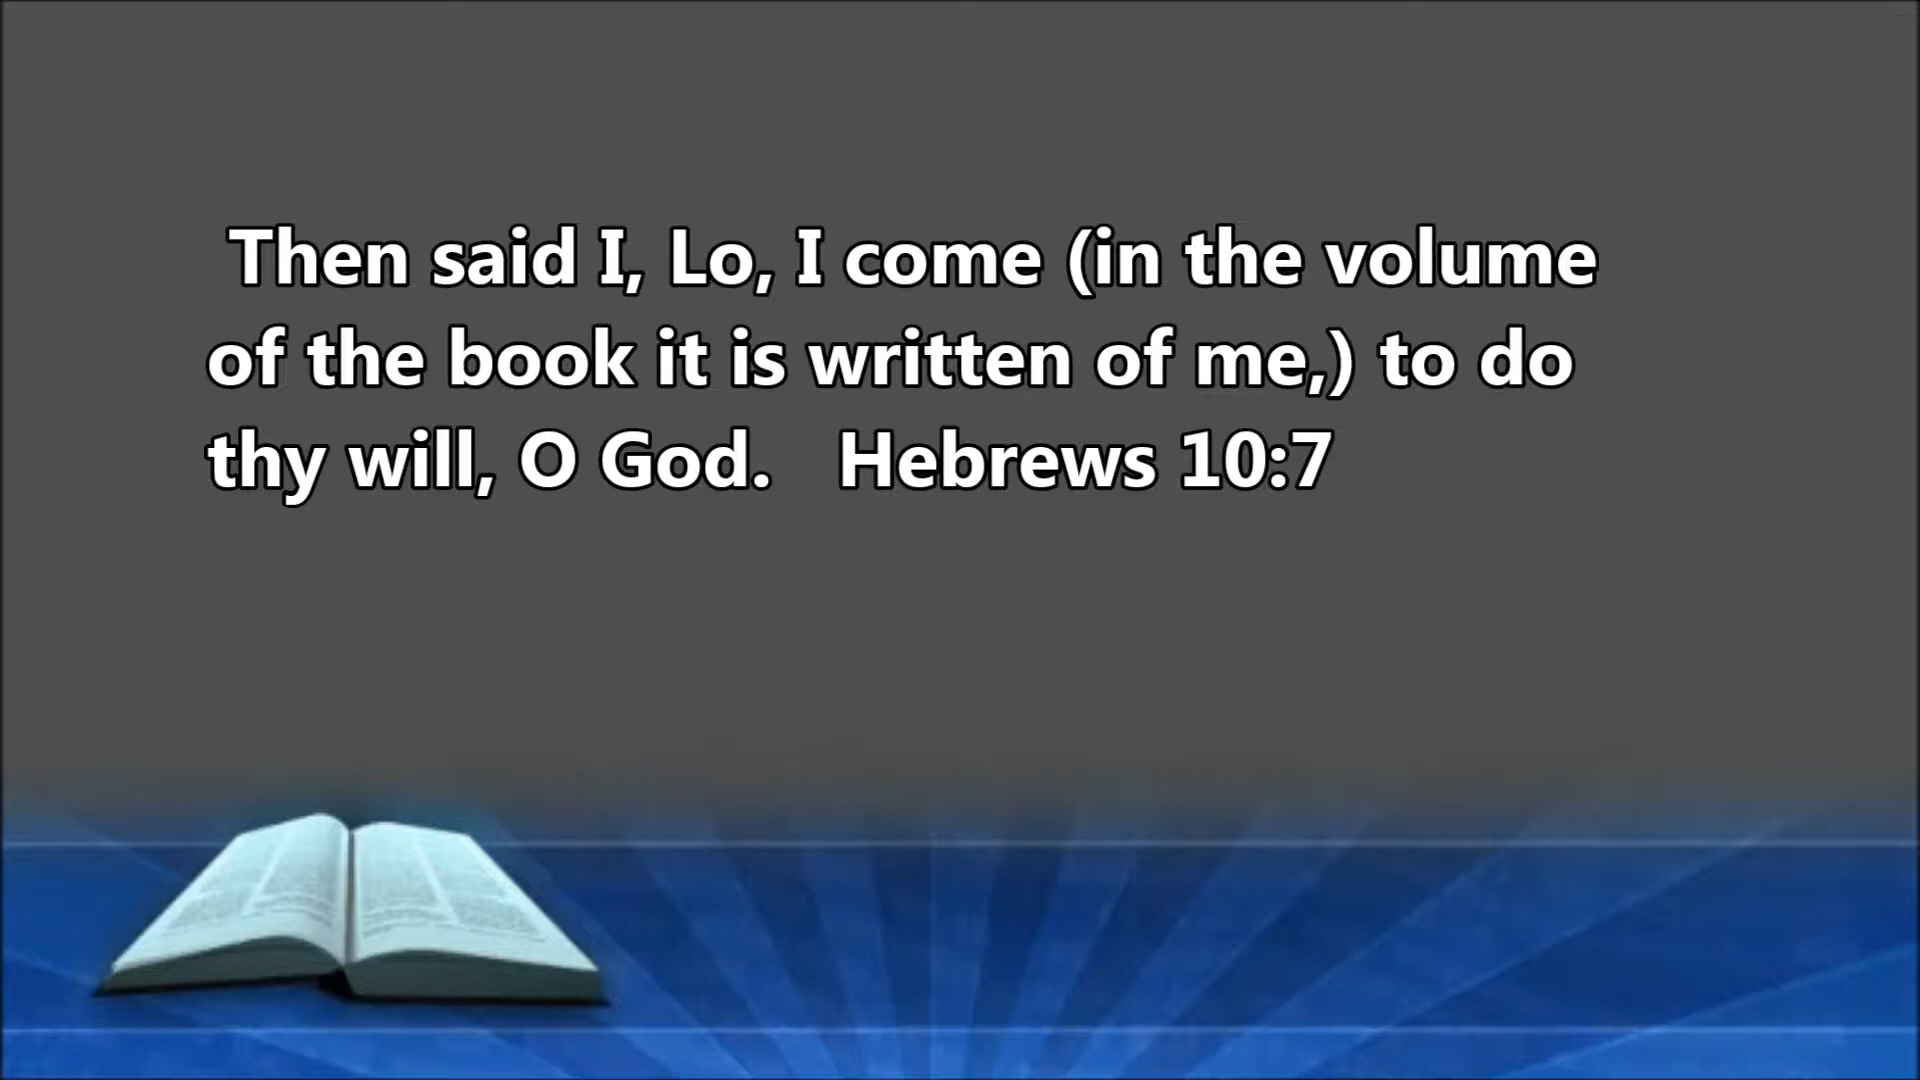 Then said I, Lo, I come (in the volume
of the book it is written of me,) to do
thy will, O God.   Hebrews 10:7